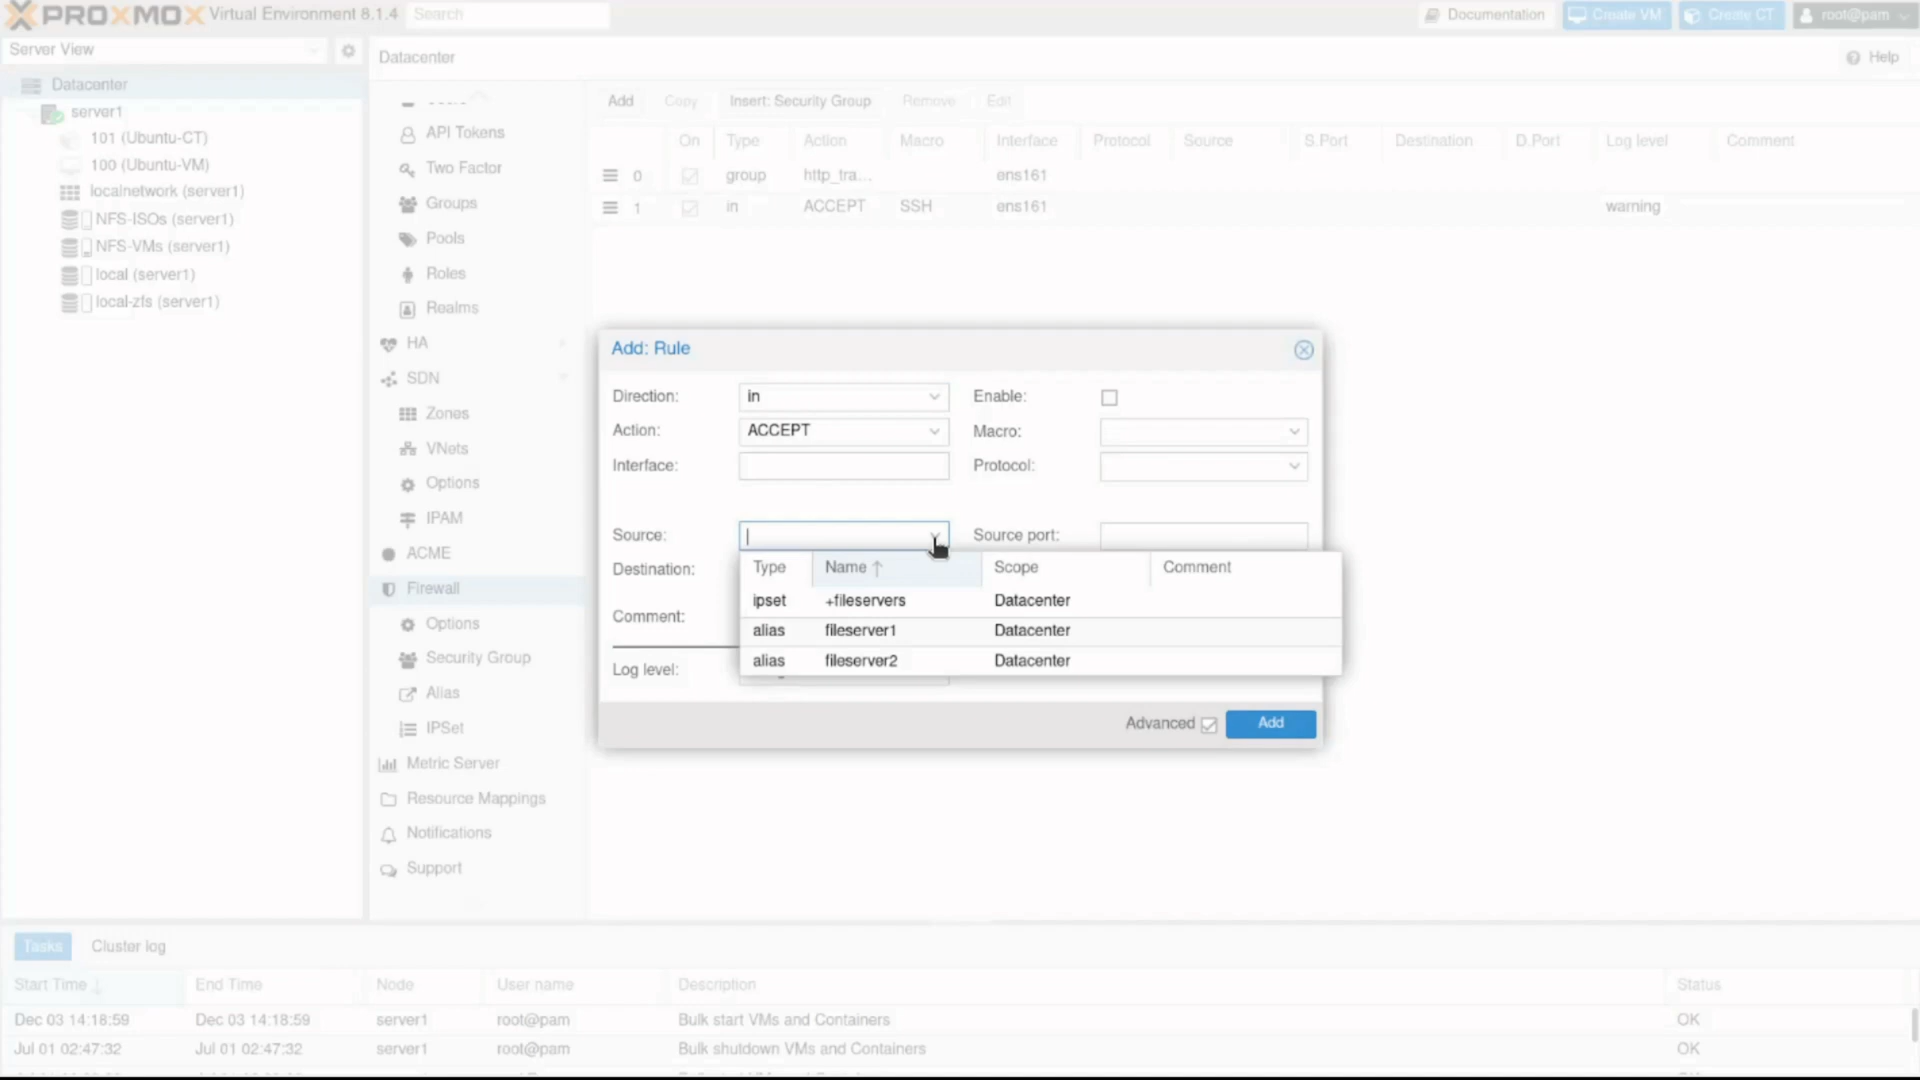 PROXMOX Virtual Environment 8.1.4 Search
Documentation Create VM Create CT root@pam
Server View
Datacenter
server1
101 (Ubuntu-CT)
100 (Ubuntu-VM)
localnetwork (server1)
NFS-ISOs (server1)
NFS-VMs (server1)
local (server1)
local-zfs (server1)
Datacenter
Help
API Tokens
Two Factor
Groups
Pools
Roles
Realms
HA
SDN
Zones
VNets
Options
IPAM
ACME
Firewall
Options
Security Group
Alias
IPSet
Metric Server
Resource Mappings
Notifications
Support
Add Copy Insert: Security Group Remove Edit
On Type Action Macro Interface Protocol Source S.Port Destination D.Port Log level Comment
0 group http_tra... ens161
1 in ACCEPT SSH ens161 warning
Add: Rule
Direction: in Enable:
Action: ACCEPT Macro:
Interface: Protocol:
Source: Source port:
Destination:
Comment:
Log level:
Type Name ↑ Scope Comment
ipset +fileservers Datacenter
alias fileserver1 Datacenter
alias fileserver2 Datacenter
Advanced Add
Tasks Cluster log
Start Time ↓ End Time Node User name Description Status
Dec 03 14:18:59 Dec 03 14:18:59 server1 root@pam Bulk start VMs and Containers OK
Jul 01 02:47:32 Jul 01 02:47:32 server1 root@pam Bulk shutdown VMs and Containers OK